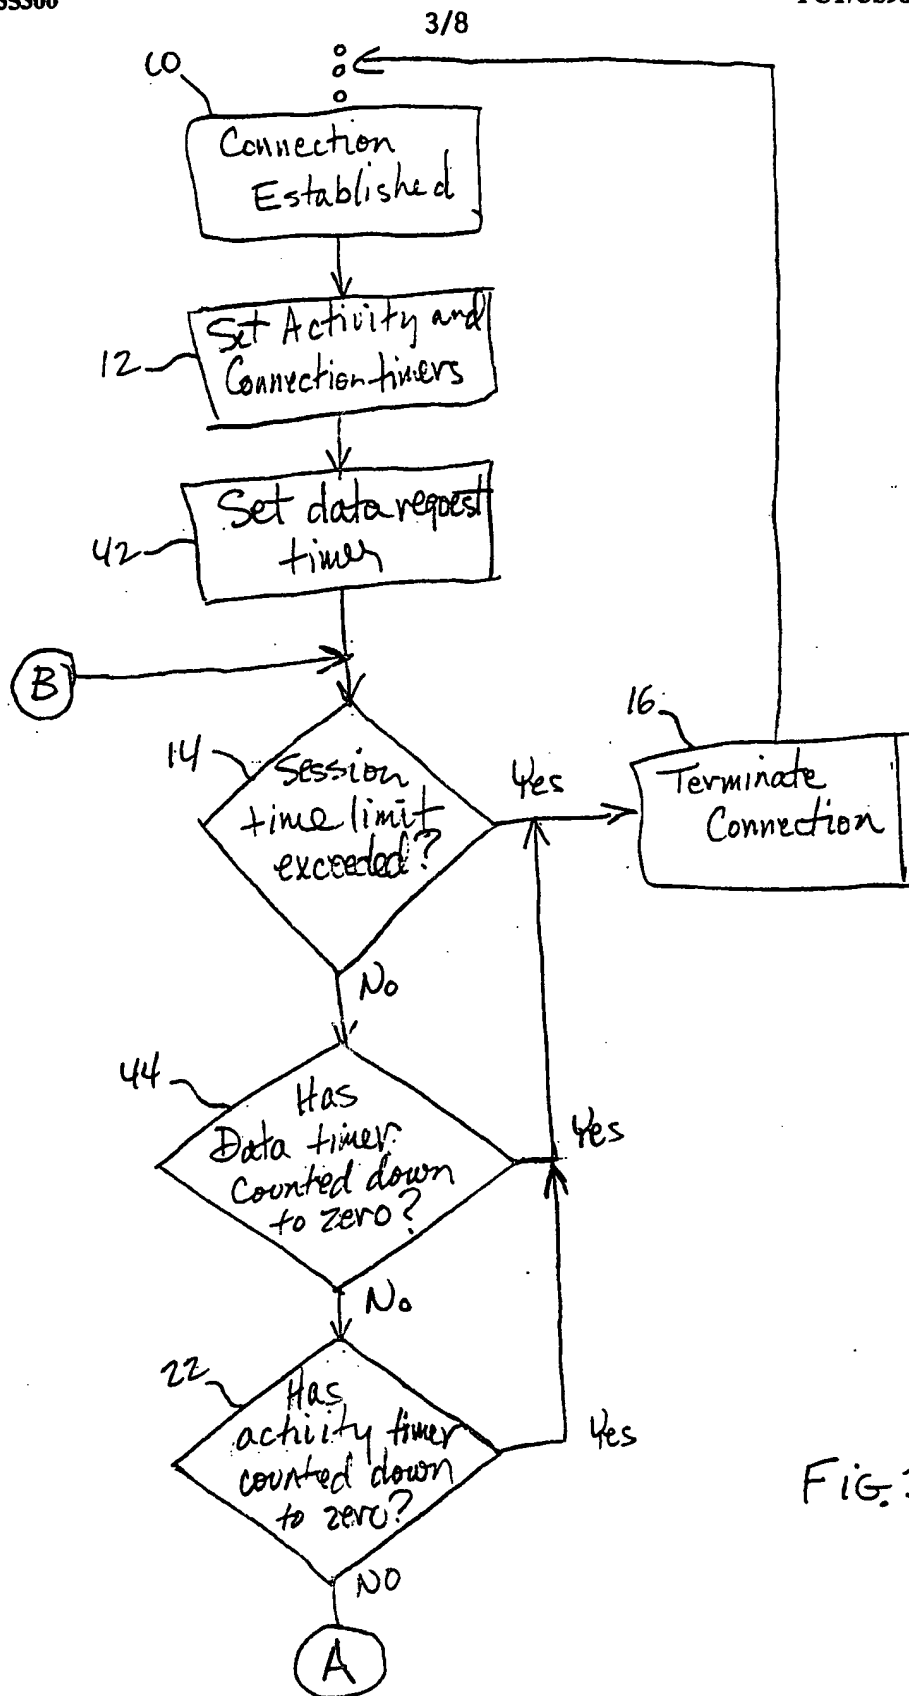 3/8
10
Connection
Established
12
Set Activity and
Connection timers
42
Set data request
timer
B
14
Session
time limit
exceeded?
Yes
16
Terminate
Connection
No
44
Has
Data timer
counted down
to zero?
Yes
No
22
Has
activity timer
counted down
to zero?
Yes
FIG.
NO
A